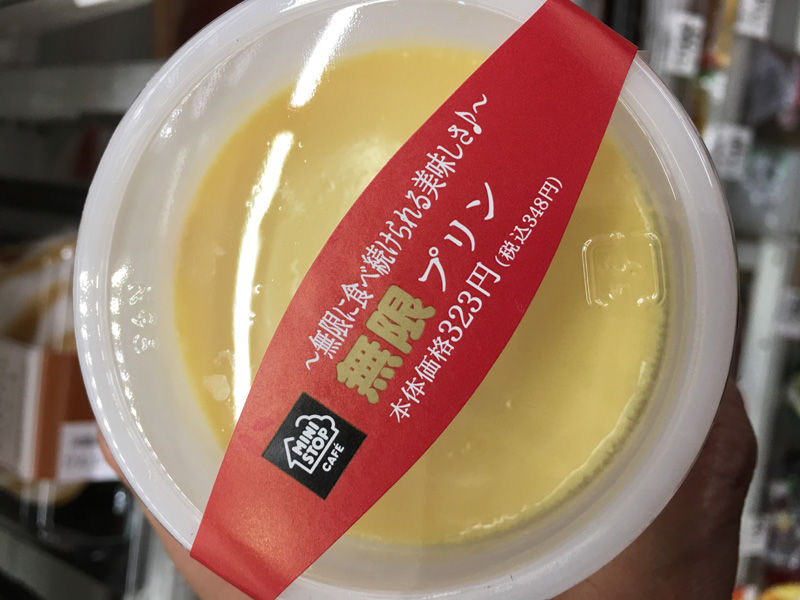 ～無限に食べ続けられる美味しさ♪～
無限プリン
本体価格323円(税込348円)
MINI
STOP
CAFÉ